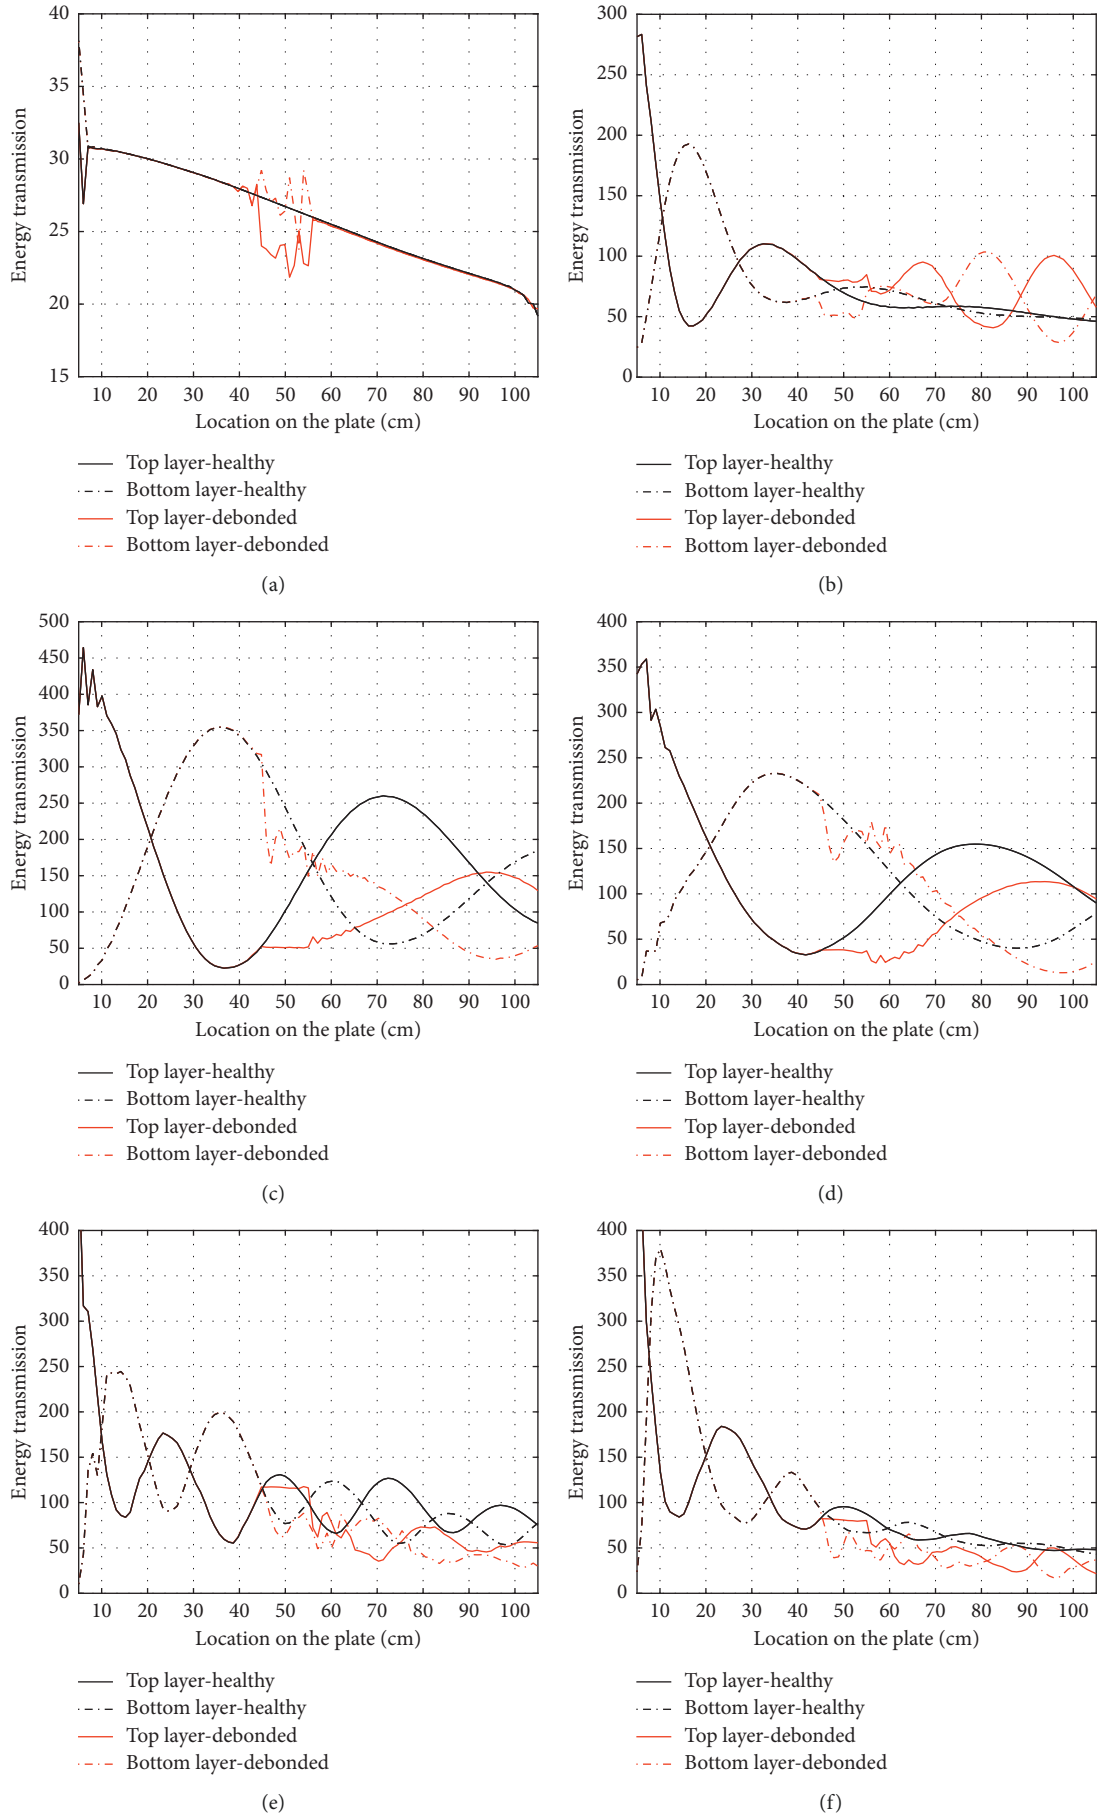 40
35
30
25
20
15
Energy transmission
10 20 30 40 50 60 70 80 90 100
Location on the plate (cm)
Top layer-healthy
Bottom layer-healthy
Top layer-debonded
Bottom layer-debonded
(a)
300
250
200
150
100
50
0
Energy transmission
10 20 30 40 50 60 70 80 90 100
Location on the plate (cm)
Top layer-healthy
Bottom layer-healthy
Top layer-debonded
Bottom layer-debonded
(b)
500
450
400
350
300
250
200
150
100
50
0
Energy transmission
10 20 30 40 50 60 70 80 90 100
Location on the plate (cm)
Top layer-healthy
Bottom layer-healthy
Top layer-debonded
Bottom layer-debonded
(c)
400
350
300
250
200
150
100
50
0
Energy transmission
10 20 30 40 50 60 70 80 90 100
Location on the plate (cm)
Top layer-healthy
Bottom layer-healthy
Top layer-debonded
Bottom layer-debonded
(d)
400
350
300
250
200
150
100
50
0
Energy transmission
10 20 30 40 50 60 70 80 90 100
Location on the plate (cm)
Top layer-healthy
Bottom layer-healthy
Top layer-debonded
Bottom layer-debonded
(e)
400
350
300
250
200
150
100
50
0
Energy transmission
10 20 30 40 50 60 70 80 90 100
Location on the plate (cm)
Top layer-healthy
Bottom layer-healthy
Top layer-debonded
Bottom layer-debonded
(f)